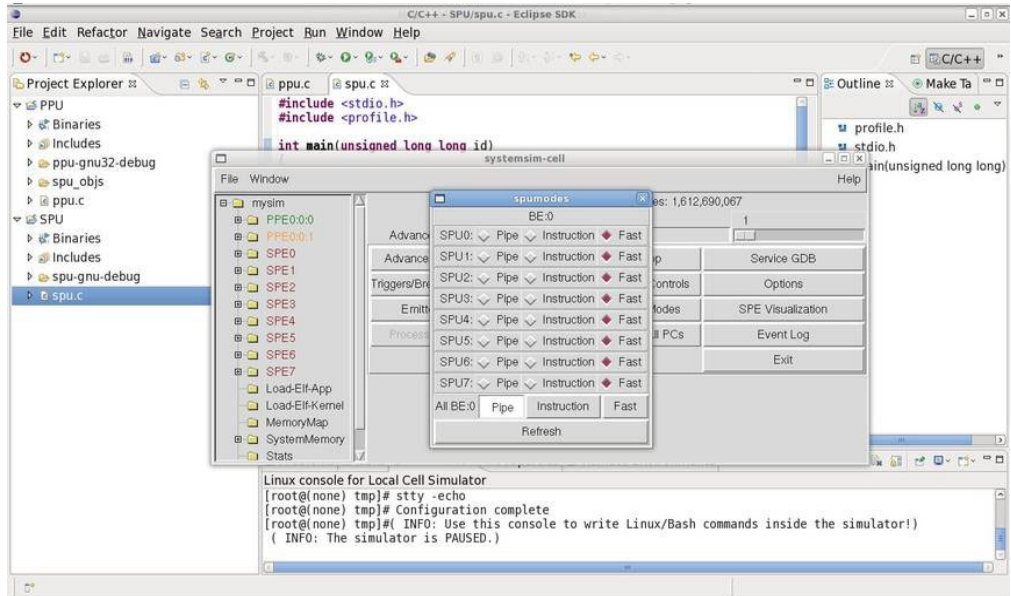 C/C++ - SPU/spu.c - Eclipse SDK
File Edit Refactor Navigate Search Project Run Window Help
C/C++
Project Explorer
ppu.c
spu.c
Outline
Make Ta
PPU
Binaries
Includes
ppu-gnu32-debug
spu_objs
ppu.c
SPU
Binaries
Includes
spu-gnu-debug
spu.c
#include <stdio.h>
#include <profile.h>
int main(unsigned long long id)
profile.h
stdio.h
ain(unsigned long long)
systemsim-cell
File Window Help
mysim
PPE0:0:0
PPE0:0:1
SPE0
SPE1
SPE2
SPE3
SPE4
SPE5
SPE6
SPE7
Load-Elf-App
Load-Elf-Kernel
MemoryMap
SystemMemory
Stats
es: 1,612,690,067
1
Advanc
Advance
Service GDB
Triggers/Bre
Controls
Options
Emitt
Modes
SPE Visualization
Process
ll PCs
Event Log
Exit
spumodes
BE:0
SPU0: Pipe Instruction Fast
SPU1: Pipe Instruction Fast
SPU2: Pipe Instruction Fast
SPU3: Pipe Instruction Fast
SPU4: Pipe Instruction Fast
SPU5: Pipe Instruction Fast
SPU6: Pipe Instruction Fast
SPU7: Pipe Instruction Fast
All BE:0 Pipe Instruction Fast
Refresh
Linux console for Local Cell Simulator
[root@(none) tmp]# stty -echo
[root@(none) tmp]# Configuration complete
[root@(none) tmp]#( INFO: Use this console to write Linux/Bash commands inside the simulator!)
( INFO: The simulator is PAUSED.)